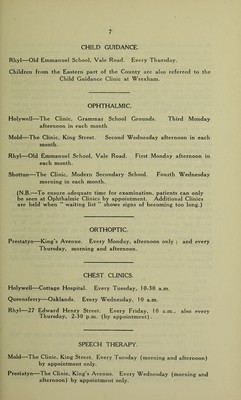 7
CHILD GUIDANCE.
Rhyl—Old Emmanuel School, Vale Road. Every Thursday.
Children from the Eastern part of the County are also referred to the
Child Guidance Clinic at Wrexham.
OPHTHALMIC.
Holywell—The Clinic, Grammar School Grounds. Third Monday
afternoon in each month
Mold—The Clinic, King Street. Second Wednesday afternoon in each
month.
Rhyl—Old Emmanuel School, Vale Road. First Monday afternoon in
each month.
Shotton—The Clinic, Modern Secondary School. Fourth Wednesday
morning in each month.
(N.B.—To ensure adequate time for examination, patients can only
be seen at Ophthalmic Clinics by appointment. Additional Clinics
are held when " waiting list " shows signs of becoming too long.)
ORTHOPTIC.
Prestatyn—King's Avenue. Every Monday, afternoon only ; and every
Thursday, morning and afternoon.
CHEST CLINICS.
Holywell—Cottage Hospital. Every Tuesday, 10-30 a.m.
Queensferry—Oaklands. Every Wednesday, 10 a.m.
Rhyl—27 Edward Henry Street. Every Friday, 10 a.m., also every
Thursday, 2-30 p.m. (by appointment).
SPEECH THERAPY.
Mold—The Clinic, King Street. Every Tuesday (morning and afternoon)
by appointment only.
Prestatyn—The Clinic, King's Avenue. Every Wednesday (morning and
afternoon) by appointment only.